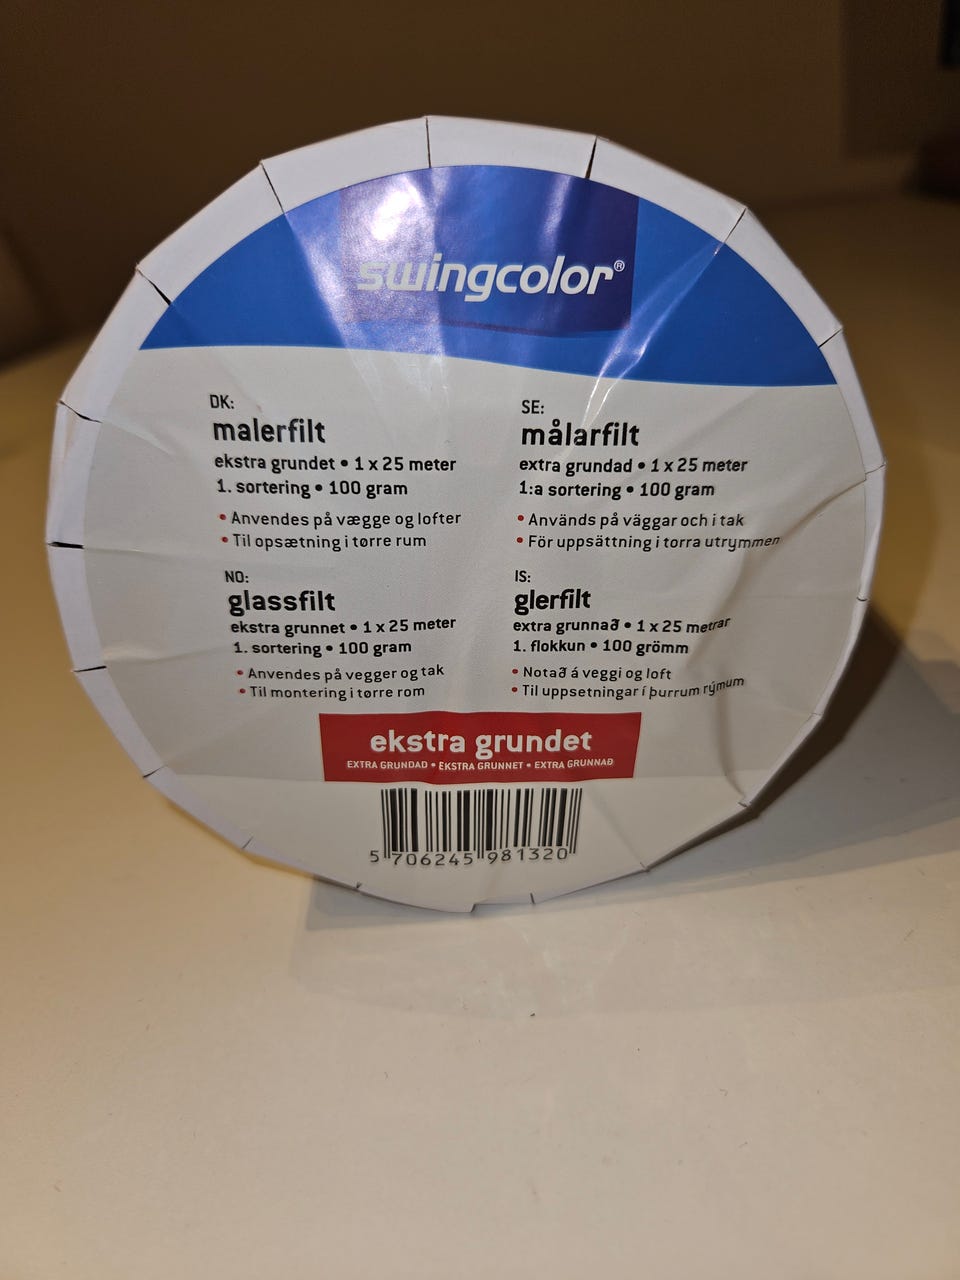 swingcolor®
DK:
malerfilt
ekstra grundet • 1 x 25 meter
1. sortering • 100 gram
• Anvendes på vægge og lofter
• Til opsætning i tørre rum
SE:
målarfilt
extra grundad • 1 x 25 meter
1:a sortering • 100 gram
• Används på väggar och i tak
• För uppsättning i torra utrymmen
NO:
glassfilt
ekstra grunnet • 1 x 25 meter
1. sortering • 100 gram
• Anvendes på vegger og tak
• Til montering i tørre rom
IS:
glerfilt
extra grunnað • 1 x 25 metrar
1. flokkun • 100 grömm
• Notað á veggi og loft
• Til uppsetningar í þurrum rýmum
ekstra grundet
EXTRA GRUNDAD • EKSTRA GRUNNET • EXTRA GRUNNAÐ
5 706245 981320